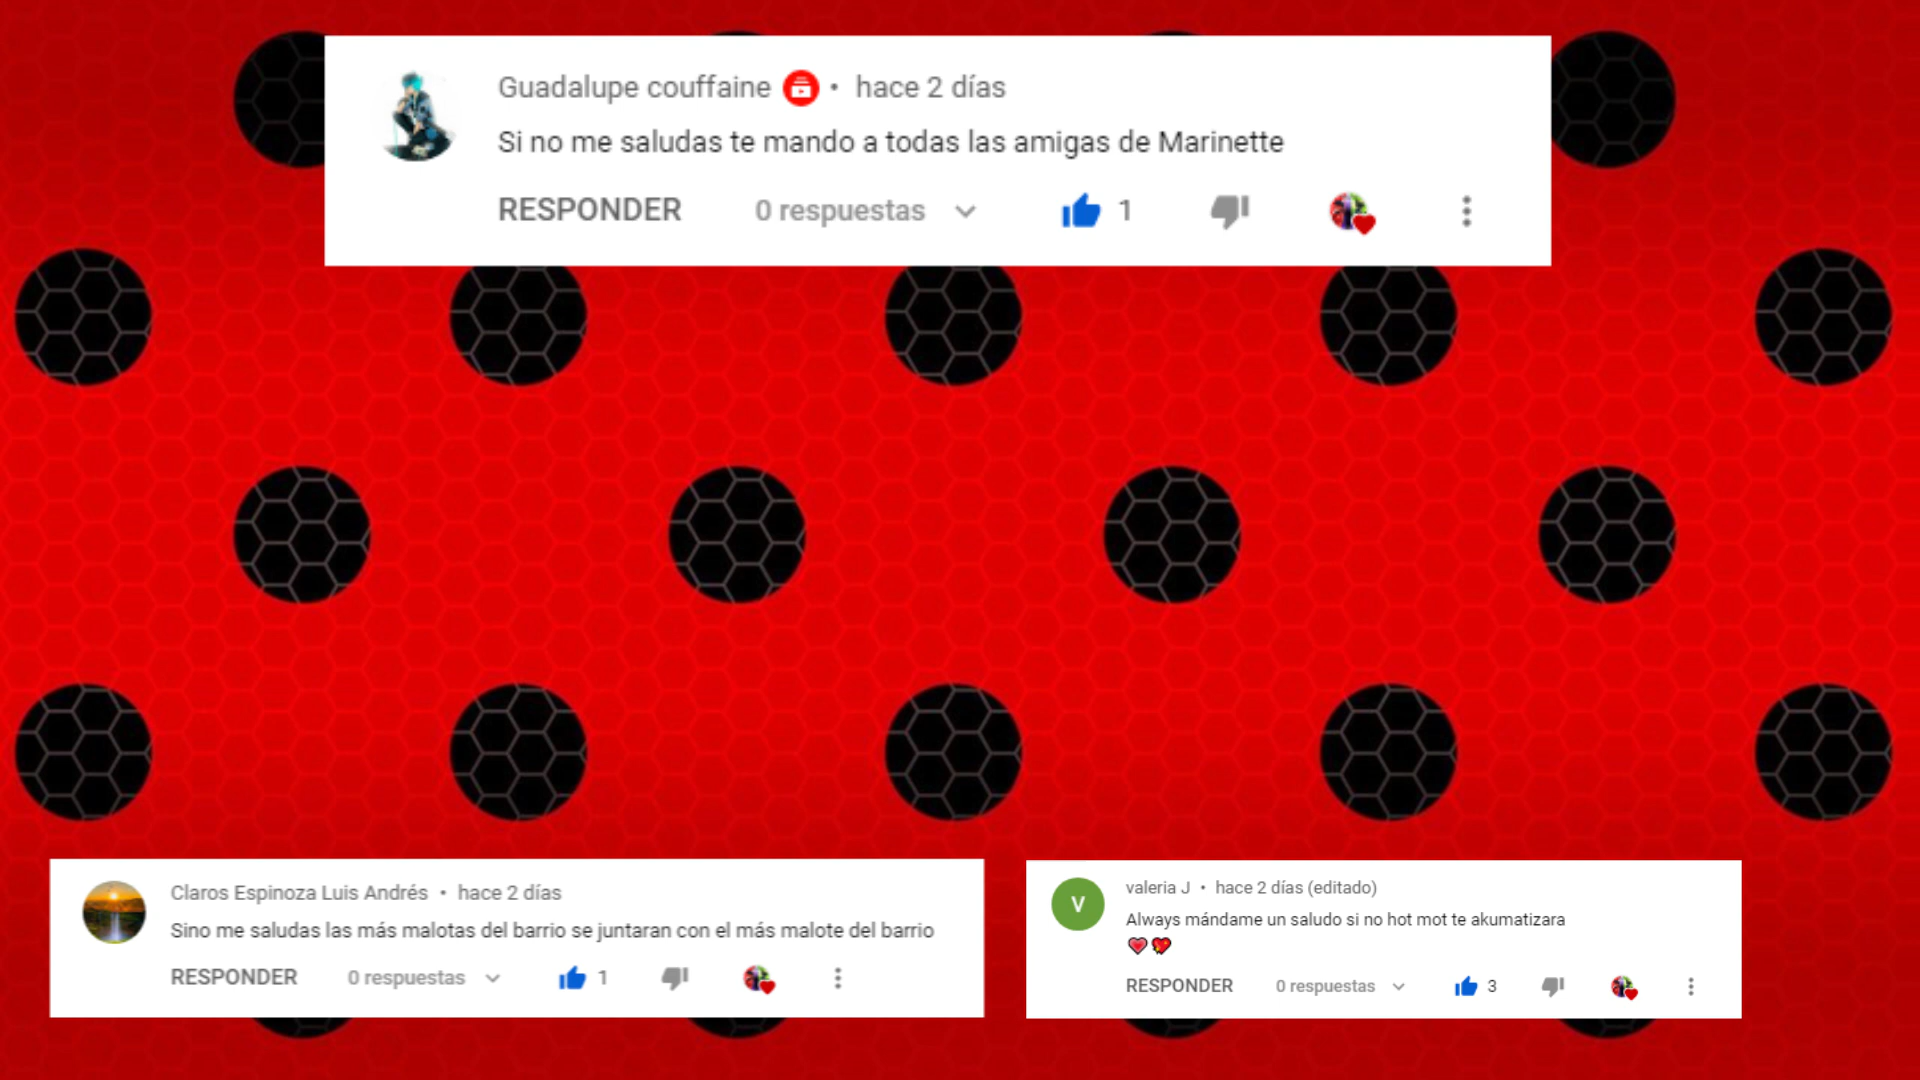 Guadalupe couffaine • hace 2 días
Si no me saludas te mando a todas las amigas de Marinette
RESPONDER 0 respuestas 1
Claros Espinoza Luis Andrés • hace 2 días
Sino me saludas las más malotas del barrio se juntaran con el más malote del barrio
RESPONDER 0 respuestas 1
V
valeria J • hace 2 días (editado)
Always mándame un saludo si no hot mot te akumatizara
💗💖
RESPONDER 0 respuestas 3